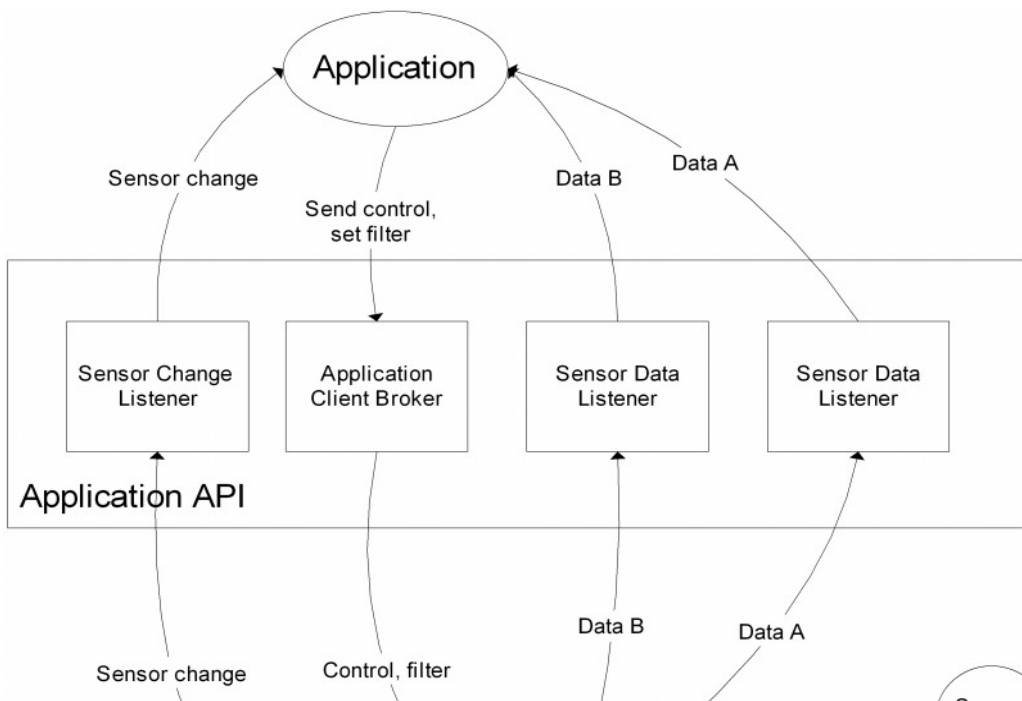 Application
Sensor change
Send control,
set filter
Data B
Data A
Sensor Change
Listener
Application
Client Broker
Sensor Data
Listener
Sensor Data
Listener
Application API
Sensor change
Control, filter
Data B
Data A